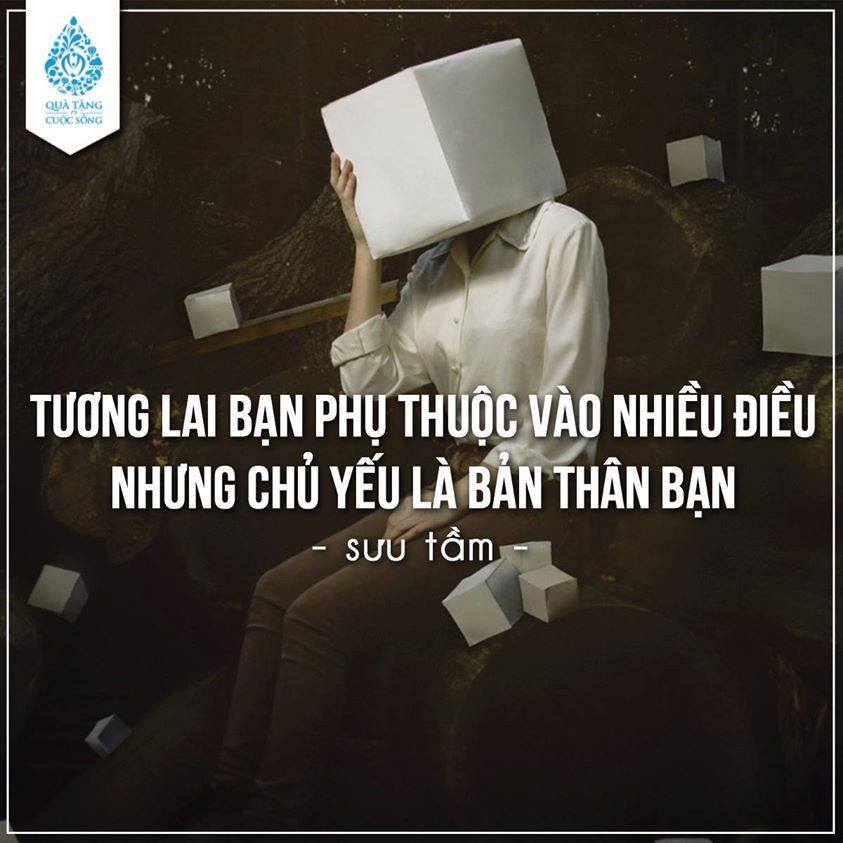 QUÀ TẶNG
CUỘC SỐNG
TƯƠNG LAI BẠN PHỤ THUỘC VÀO NHIỀU ĐIỀU
NHƯNG CHỦ YẾU LÀ BẢN THÂN BẠN
- sưu tầm -